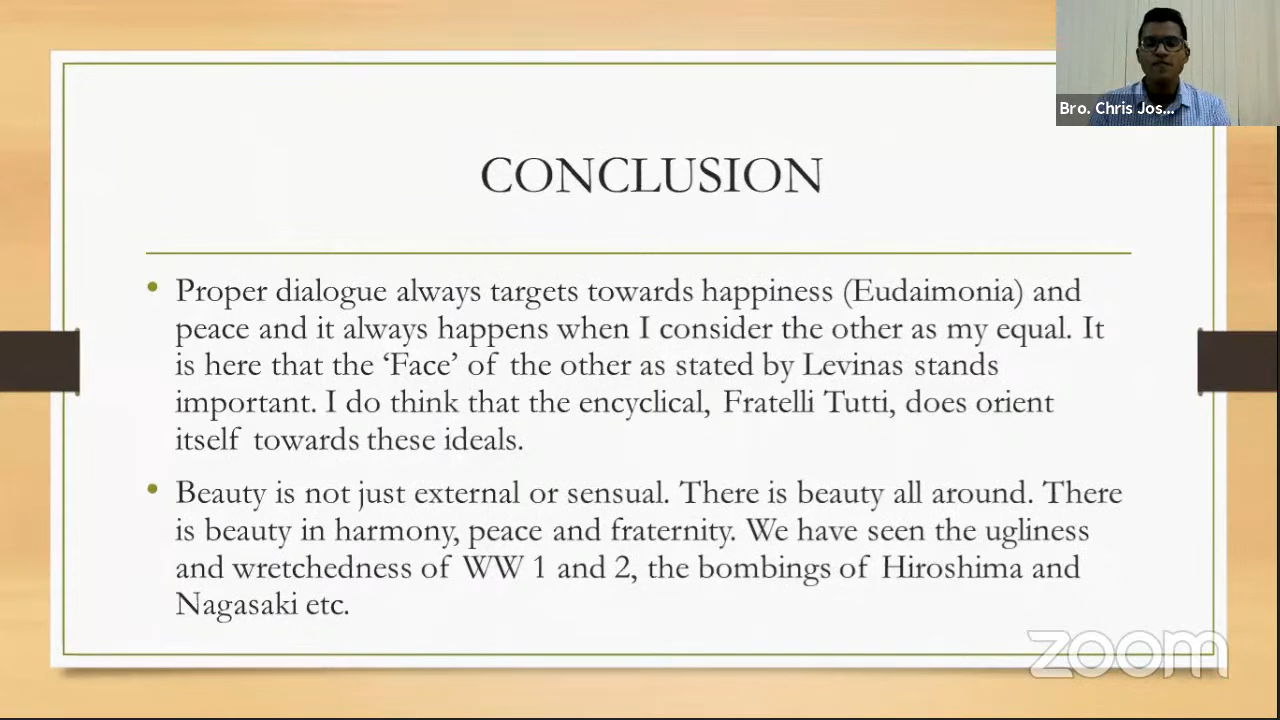 Bro. Chris Jos...
CONCLUSION
• Proper dialogue always targets towards happiness (Eudaimonia) and
peace and it always happens when I consider the other as my equal. It
is here that the ‘Face’ of the other as stated by Levinas stands
important. I do think that the encyclical, Fratelli Tutti, does orient
itself towards these ideals.
• Beauty is not just external or sensual. There is beauty all around. There
is beauty in harmony, peace and fraternity. We have seen the ugliness
and wretchedness of WW 1 and 2, the bombings of Hiroshima and
Nagasaki etc.
zoom